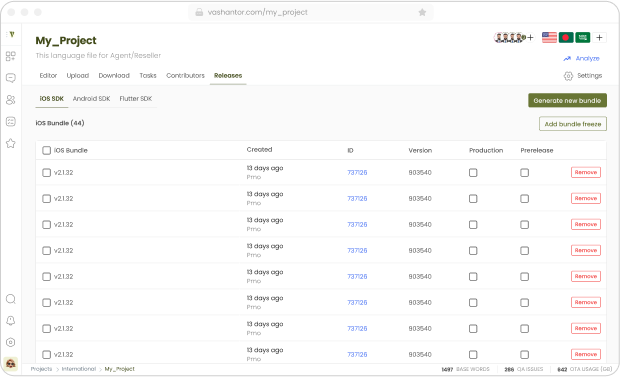 vashantor.com/my_project
My_Project
This language file for Agent/Reseller
Analyze
Editor Upload Download Tasks Contributors Releases Settings
iOS SDK Android SDK Flutter SDK
Generate new bundle
iOS Bundle (44)
Add bundle freeze
iOS Bundle Created ID Version Production Prerelease
v2.1.32 13 days ago 737126 903540 Remove
Pmo
v2.1.32 13 days ago 737126 903540 Remove
Pmo
v2.1.32 13 days ago 737126 903540 Remove
Pmo
v2.1.32 13 days ago 737126 903540 Remove
Pmo
v2.1.32 13 days ago 737126 903540 Remove
Pmo
v2.1.32 13 days ago 737126 903540 Remove
Pmo
v2.1.32 13 days ago 737126 903540 Remove
Pmo
v2.1.32 13 days ago 737126 903540 Remove
Pmo
Projects > International > My_Project 1497 BASE WORDS 286 QA ISSUES 642 OTA USAGE (GB)